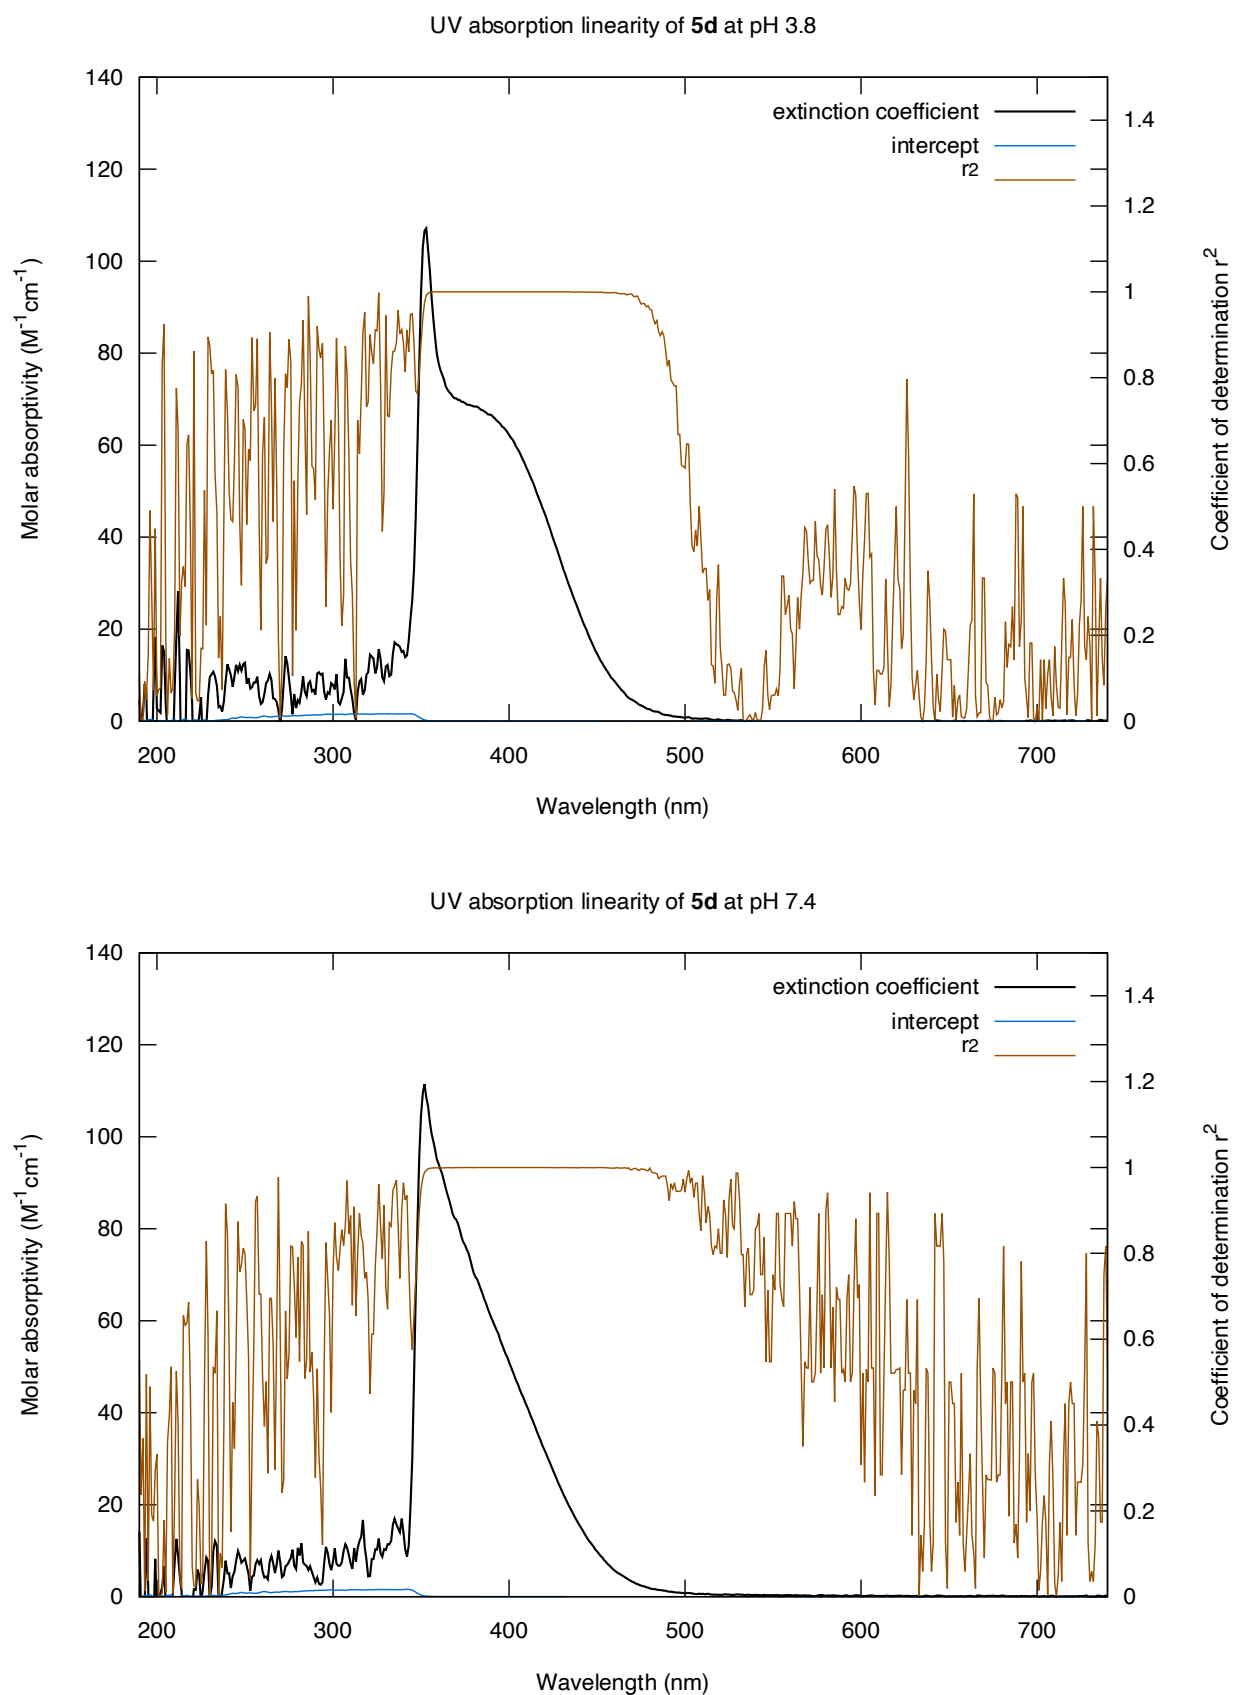 UV absorption linearity of 5d at pH 3.8
140
120
100
80
60
40
20
0
Molar absorptivity (M-1cm-1)
extinction coefficient
intercept
r2
1.4
1.2
1
0.8
0.6
0.4
0.2
0
Coefficient of determination r2
200 300 400 500 600 700
Wavelength (nm)
UV absorption linearity of 5d at pH 7.4
140
120
100
80
60
40
20
0
Molar absorptivity (M-1cm-1)
extinction coefficient
intercept
r2
1.4
1.2
1
0.8
0.6
0.4
0.2
0
Coefficient of determination r2
200 300 400 500 600 700
Wavelength (nm)